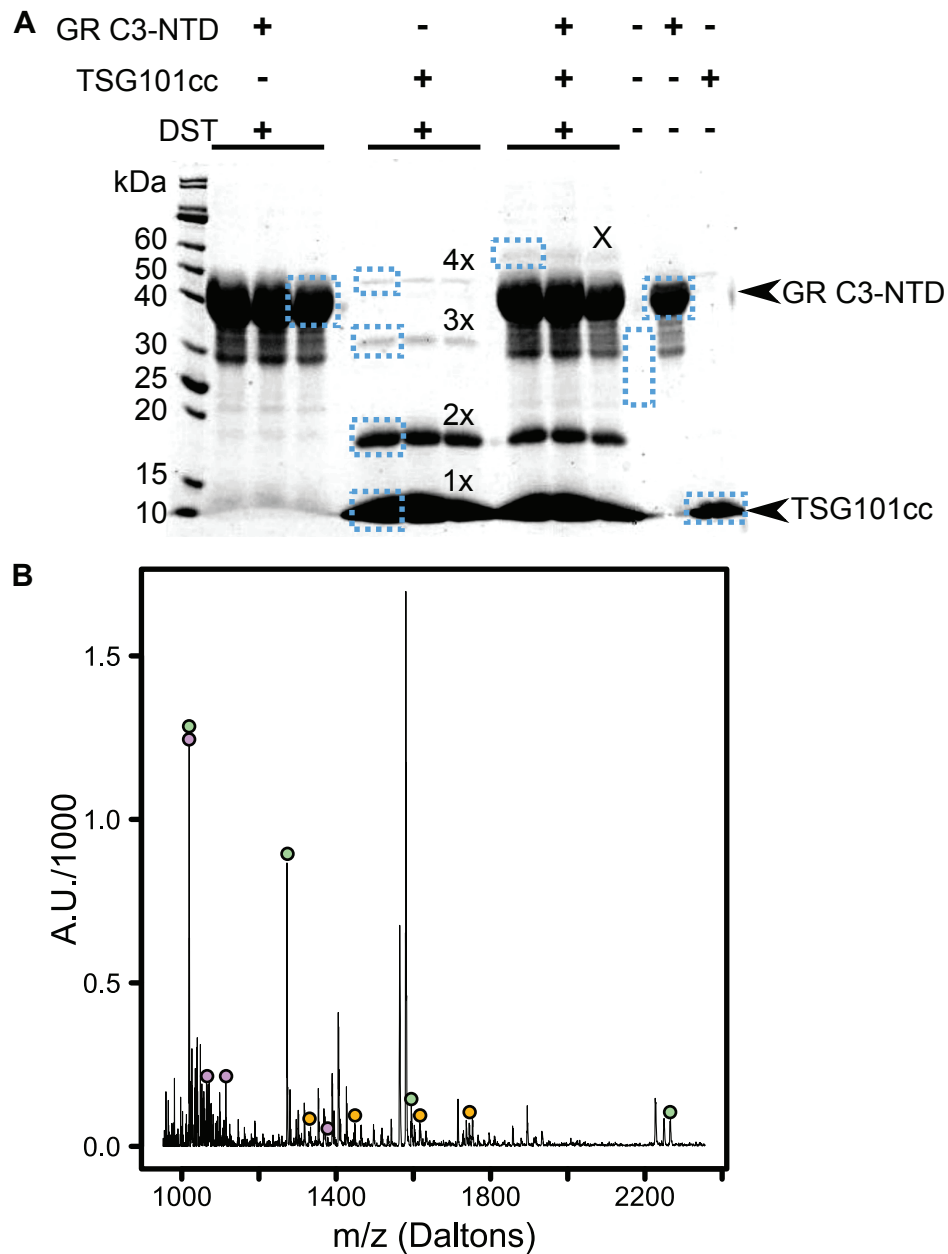 A
GR C3-NTD + - + - + -
TSG101cc - + + - - +
DST + + + - - -
kDa
60
50
40
30
25
20
15
10
4x
3x
2x
1x
X
GR C3-NTD
TSG101cc
B
A.U./1000
1.5
1.0
0.5
0.0
1000 1400 1800 2200
m/z (Daltons)